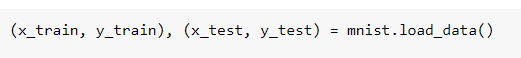 (x_train, y_train), (x_test, y_test) = mnist.load_data()